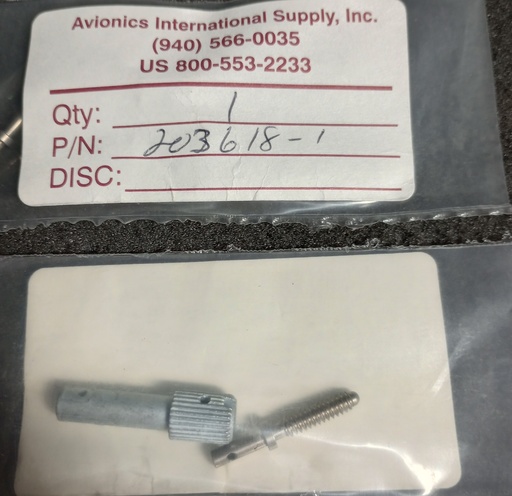 Avionics International Supply, Inc.
(940) 566-0035
US 800-553-2233
Qty: 1
P/N: 203618-1
DISC: